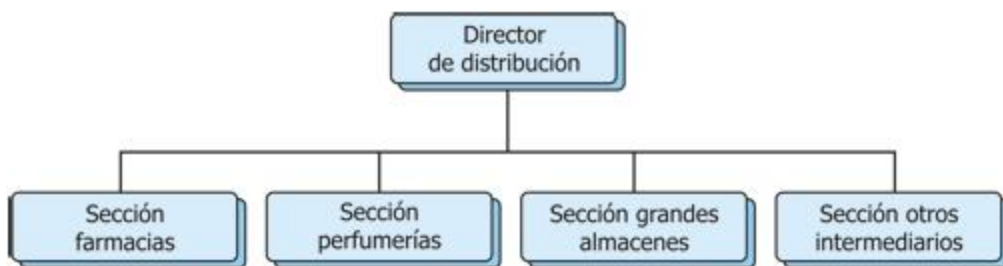 Director
de distribución
Sección
farmacias
Sección
perfumerías
Sección grandes
almacenes
Sección otros
intermediarios